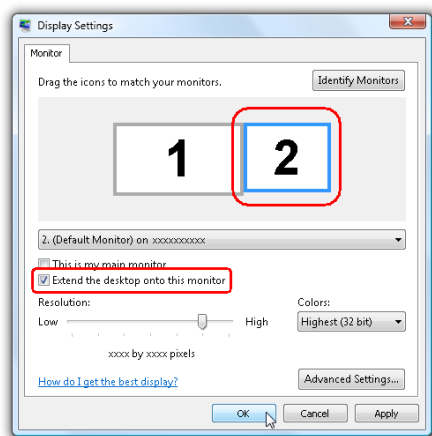 Display Settings
Monitor
Drag the icons to match your monitors.
Identify Monitors
1
2
2. (Default Monitor) on xxxxxxxxxx
This is my main monitor
Extend the desktop onto this monitor
Resolution:
Low
High
xxxx by xxxx pixels
Colors:
Highest (32 bit)
How do I get the best display?
Advanced Settings...
OK
Cancel
Apply